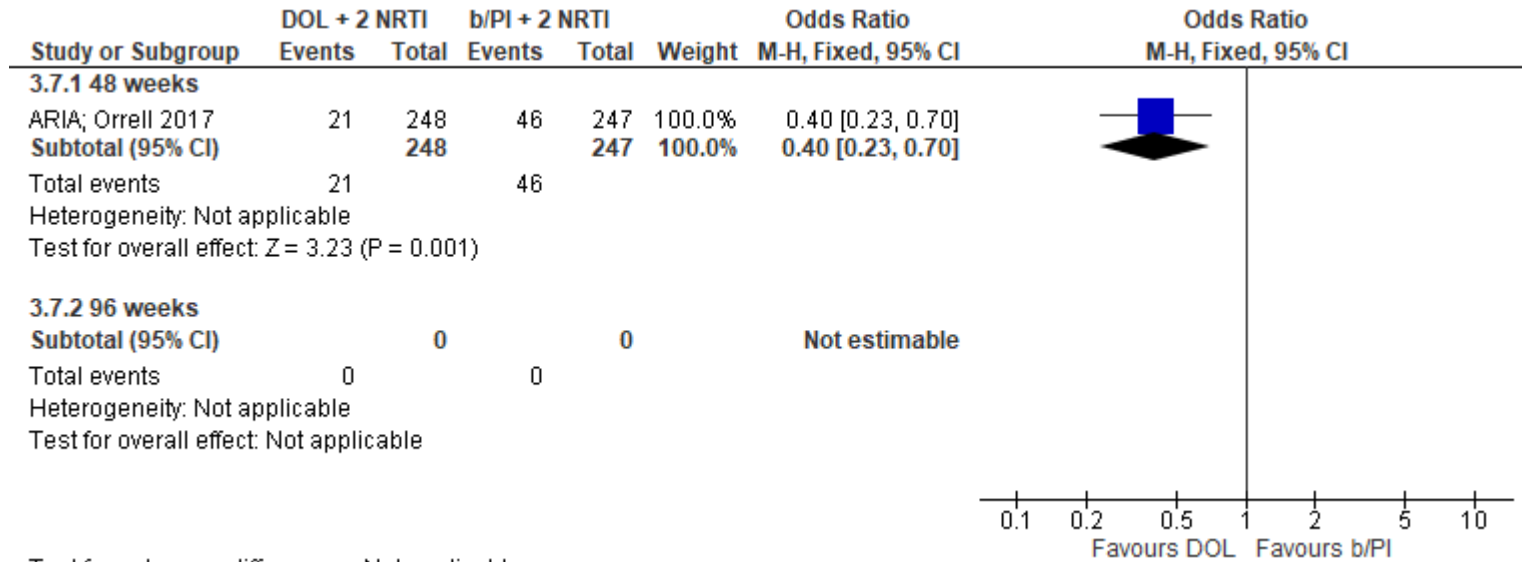 DOL + 2 NRTI b/PI + 2 NRTI Odds Ratio Odds Ratio
Study or Subgroup Events Total Events Total Weight M-H, Fixed, 95% CI M-H, Fixed, 95% CI
3.7.1 48 weeks
ARIA; Orrell 2017 21 248 46 247 100.0% 0.40 [0.23, 0.70]
Subtotal (95% CI) 248 247 100.0% 0.40 [0.23, 0.70]
Total events 21 46
Heterogeneity: Not applicable
Test for overall effect: Z = 3.23 (P = 0.001)
3.7.2 96 weeks
Subtotal (95% CI) 0 0 Not estimable
Total events 0 0
Heterogeneity: Not applicable
Test for overall effect: Not applicable
0.1 0.2 0.5 1 2 5 10
Favours DOL Favours b/PI